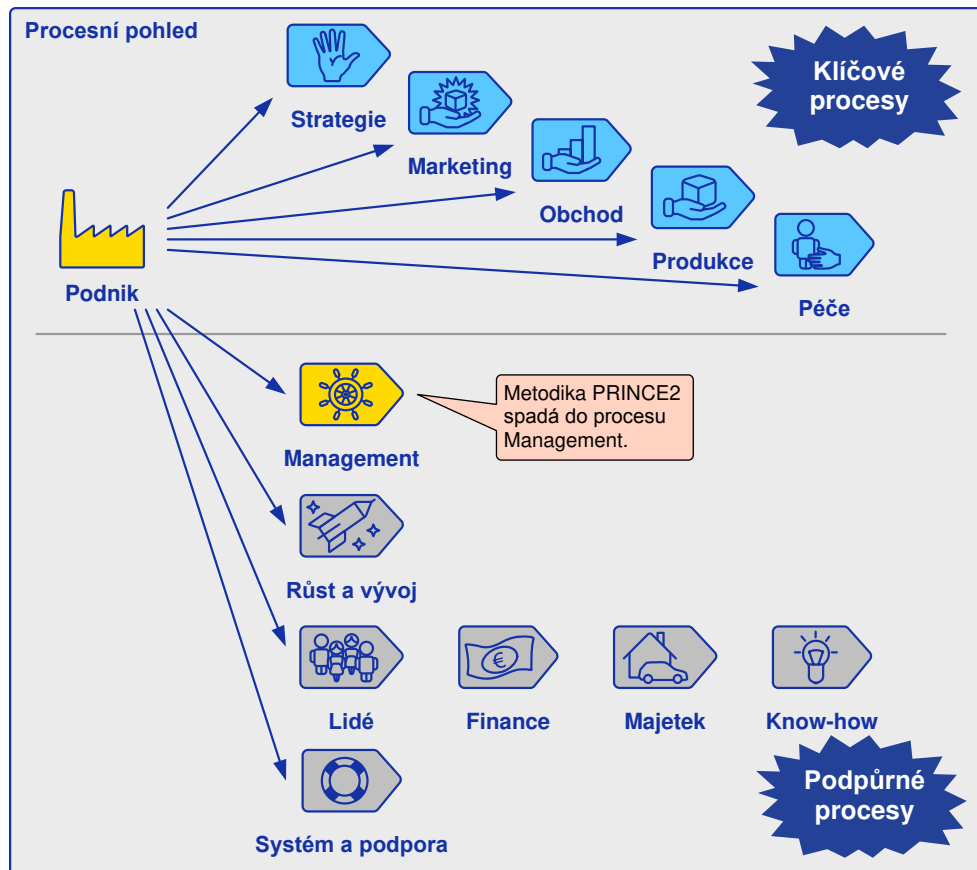 Procesní pohled
Klíčové
procesy
Strategie
Marketing
Obchod
Produkce
Péče
Podnik
Metodika PRINCE2
spadá do procesu
Management.
Management
Růst a vývoj
Lidé
Finance
Majetek
Know-how
Podpůrné
procesy
Systém a podpora